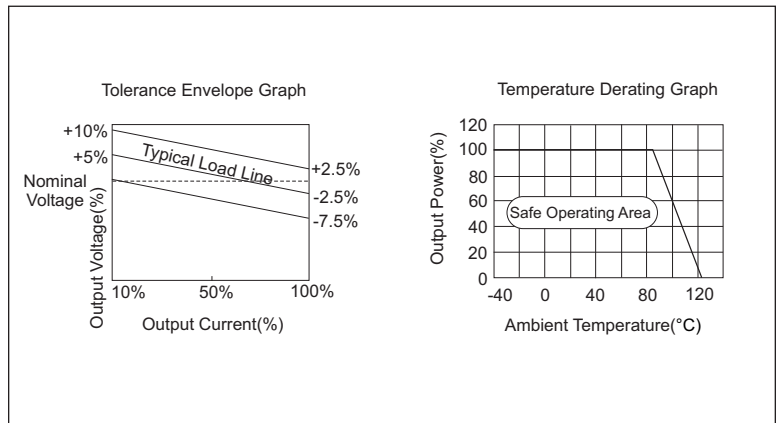 Tolerance Envelope Graph
+10%
+5%
Nominal
Voltage
Typical Load Line
+2.5%
-2.5%
-7.5%
Output Voltage(%)
10%
50%
100%
Output Current(%)
Temperature Derating Graph
Output Power(%)
120
100
80
60
40
20
0
Safe Operating Area
-40
0
40
80
120
Ambient Temperature(°C)